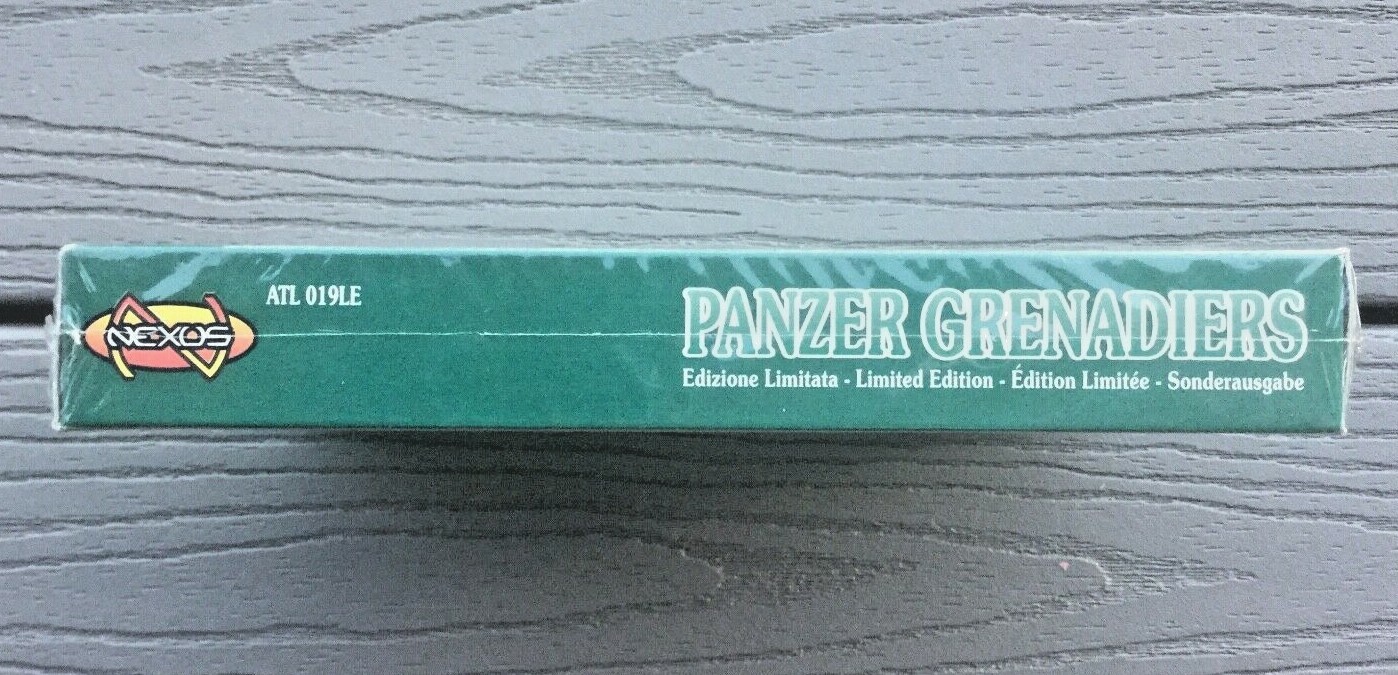 NEXUS
ATL 019LE
PANZER GRENADIERS
Edizione Limitata - Limited Edition - Édition Limitée - Sonderausgabe